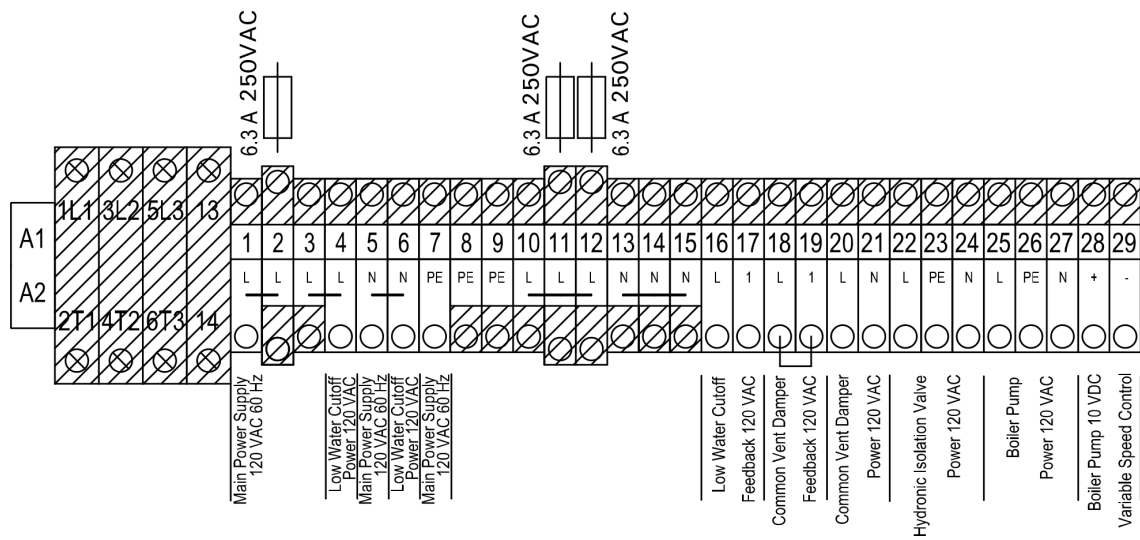 6.3 A 250VAC
6.3 A 250VAC
6.3 A 250VAC
A1
A2
1L1 3L2 5L3 13
2T1 4T2 6T3 14
1 2 3 4 5 6 7 8 9 10 11 12 13 14 15 16 17 18 19 20 21 22 23 24 25 26 27 28 29
L L L L N N PE PE PE L L L N N N L 1 L 1 L N L PE N L PE N + -
Main Power Supply
120 VAC 60 Hz
Low Water Cutoff
Power 120 VAC
Main Power Supply
120 VAC 60 Hz
Low Water Cutoff
Power 120 VAC
Main Power Supply
120 VAC 60 Hz
Low Water Cutoff
Feedback 120 VAC
Common Vent Damper
Feedback 120 VAC
Common Vent Damper
Power 120 VAC
Hydronic Isolation Valve
Power 120 VAC
Boiler Pump
Power 120 VAC
Boiler Pump 10 VDC
Variable Speed Control